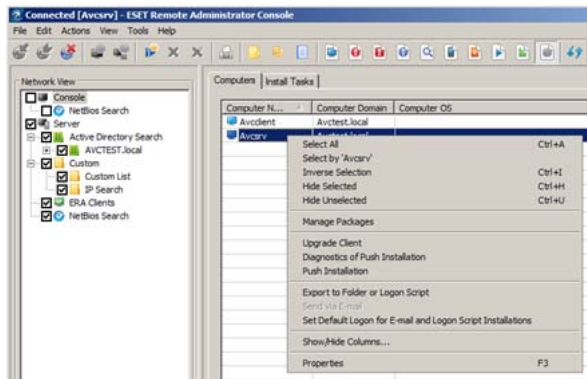 Connected [Avcsrv] - ESET Remote Administrator Console
File Edit Actions View Tools Help
Network View
Console
NetBios Search
Server
Active Directory Search
AVCTEST.local
Custom
Custom List
IP Search
ERA Clients
NetBios Search
Computers Install Tasks
Computer N... Computer Domain Computer OS
Avcclient Avctest.local
Avcsrv Avctest.local
Select All Ctrl+A
Select by 'Avcsrv'
Inverse Selection Ctrl+I
Hide Selected Ctrl+H
Hide Unselected Ctrl+U
Manage Packages
Upgrade Client
Diagnostics of Push Installation
Push Installation
Export to Folder or Logon Script
Send via E-mail
Set Default Logon for E-mail and Logon Script Installations
Show/Hide Columns...
Properties F3